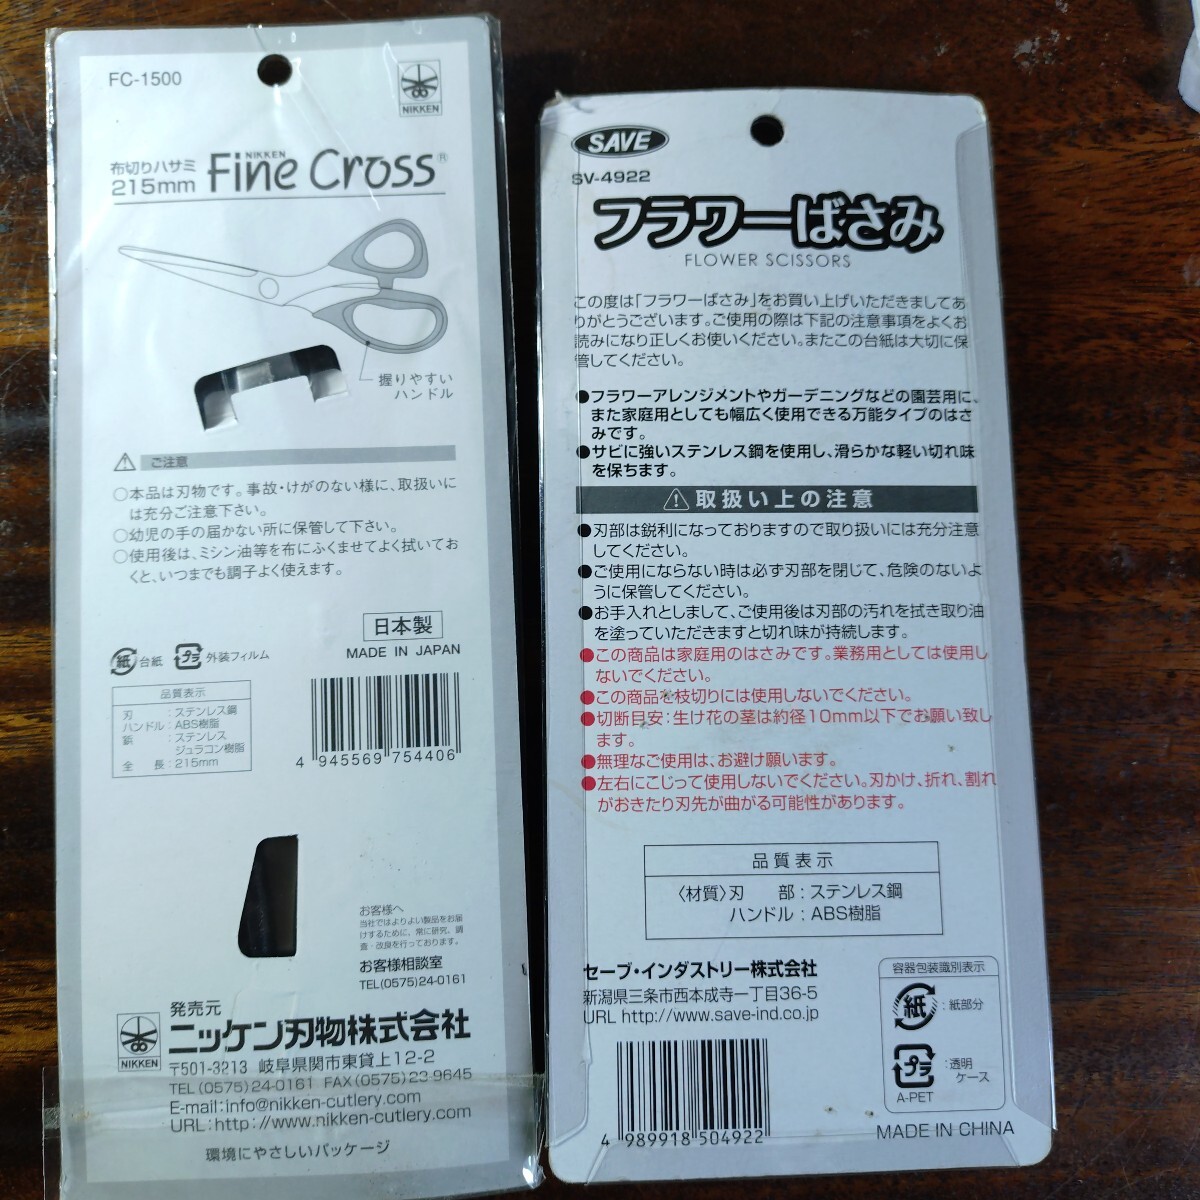 FC-1500
NIKKEN
布切りハサミ
215mm
NIKKEN
Fine Cross®
握りやすい
ハンドル
ご注意
○本品は刃物です。事故・けがのない様に、取扱いに
は充分ご注意下さい。
○幼児の手の届かない所に保管して下さい。
○使用後は、ミシン油等を布にふくませてよく拭いてお
くと、いつまでも調子よく使えます。
日本製
MADE IN JAPAN
紙 台紙 プラ 外装フィルム
品質表示
刃 : ステンレス鋼
ハンドル : ABS樹脂
鋲 : ステンレス
ジュラコン樹脂
全長 : 215mm
4 945569 754406
お客様へ
当社ではよりよい製品をお届
けするために、常に研究、調
査・改良を行っております。
お客様相談室
TEL(0575)24-0161
発売元
NIKKEN
ニッケン刃物株式会社
〒501-3213 岐阜県関市東貸上12-2
TEL(0575)24-0161 FAX(0575)23-9645
E-mail:info@nikken-cutlery.com
URL:http://www.nikken-cutlery.com
環境にやさしいパッケージ
SAVE
SV-4922
フラワーばさみ
FLOWER SCISSORS
この度は「フラワーばさみ」をお買い上げいただきましてあ
りがとうございます。ご使用の際は下記の注意事項をよくお
読みになり正しくお使いください。またこの台紙は大切に保
管してください。
●フラワーアレンジメントやガーデニングなどの園芸用に、
また家庭用としても幅広く使用できる万能タイプのはさ
みです。
●サビに強いステンレス鋼を使用し、滑らかな軽い切れ味
を保ちます。
取扱い上の注意
●刃部は鋭利になっておりますので取り扱いには充分注意
してください。
●ご使用にならない時は必ず刃部を閉じて、危険のないよ
うに保管してください。
●お手入れとしまして、ご使用後は刃部の汚れを拭き取り油
を塗っていただきますと切れ味が持続します。
●この商品は家庭用のはさみです。業務用としては使用し
ないでください。
●この商品を枝切りには使用しないでください。
●切断目安：生け花の茎は約径10mm以下でお願い致し
ます。
●無理なご使用は、お避け願います。
●左右にこじって使用しないでください。刃かけ、折れ、割れ
がおきたり刃先が曲がる可能性があります。
品質表示
〈材質〉刃部 : ステンレス鋼
ハンドル : ABS樹脂
セーブ・インダストリー株式会社
新潟県三条市西本成寺一丁目36-5
URL http://www.save-ind.co.jp
4 989918 504922
容器包装識別表示
紙 : 紙部分
プラ : 透明
ケース
A-PET
MADE IN CHINA